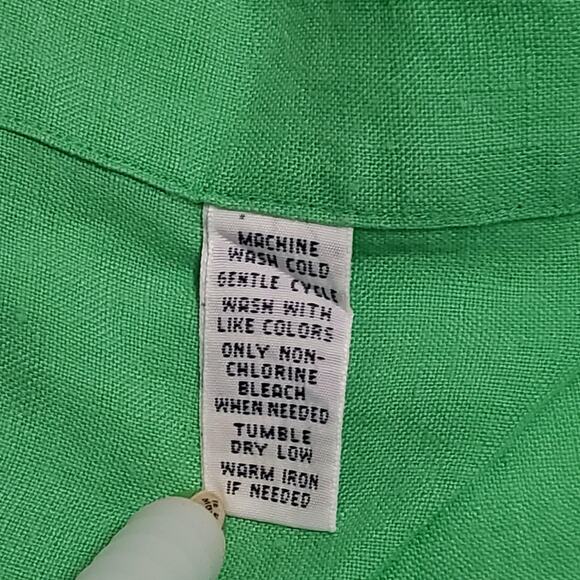 MACHINE
WASH COLD
GENTLE CYCLE
WASH WITH
LIKE COLORS
ONLY NON-
CHLORINE
BLEACH
WHEN NEEDED
TUMBLE
DRY LOW
WARM IRON
IF NEEDED